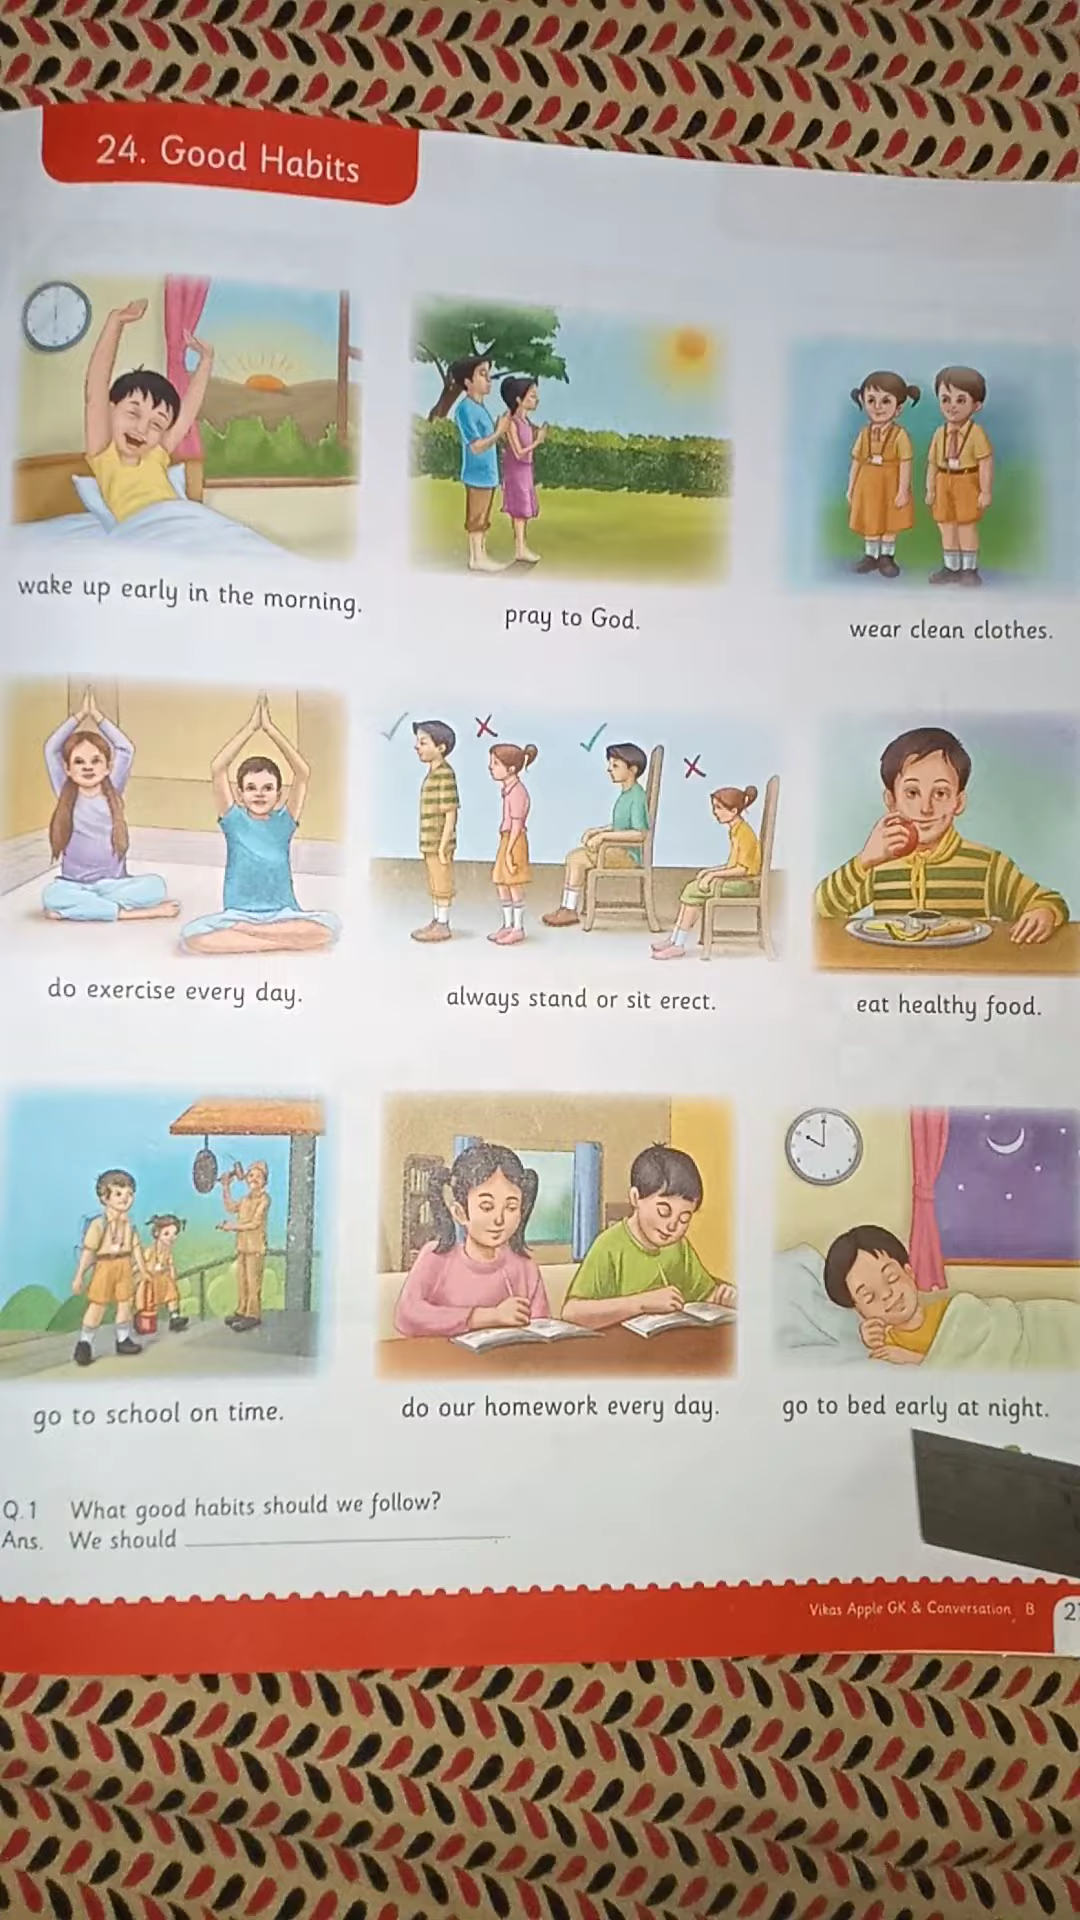 24. Good Habits
wake up early in the morning.
pray to God.
wear clean clothes.
do exercise every day.
always stand or sit erect.
eat healthy food.
go to school on time.
do our homework every day.
go to bed early at night.
Q.1 What good habits should we follow?
Ans. We should
Vikas Apple GK & Conversation B